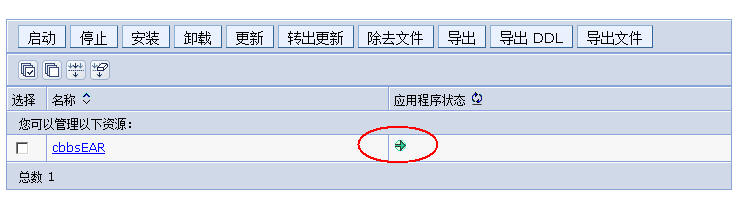 启动 停止 安装 卸载 更新 转出更新 除去文件 导出 导出 DDL 导出文件
选择 名称 应用程序状态
您可以管理以下资源：
cbbsEAR
总数 1